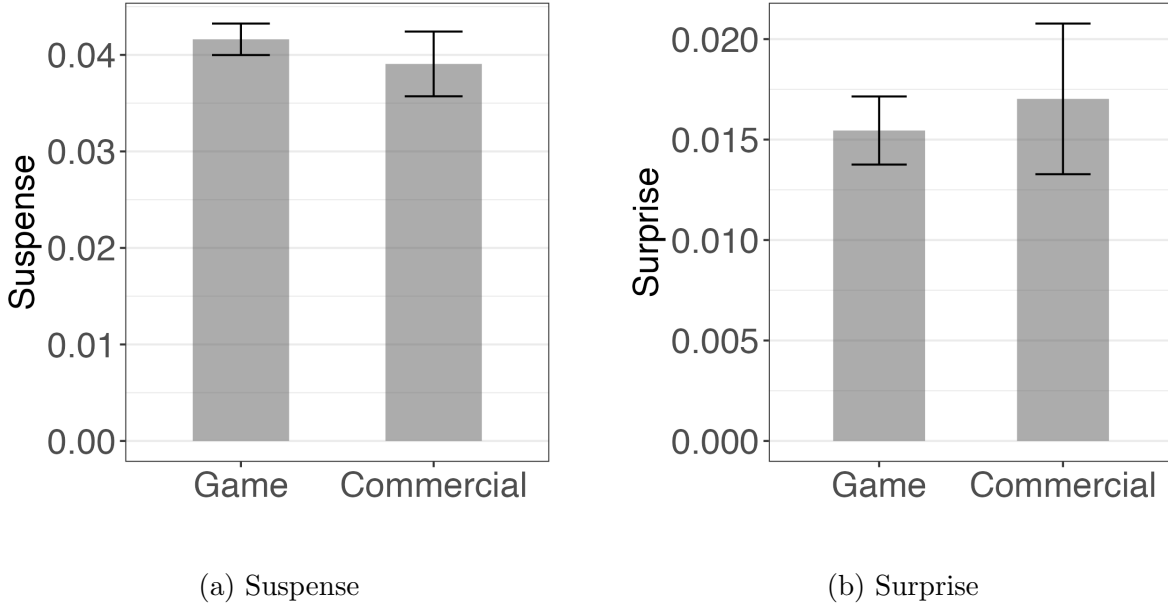 Suspense
0.04
0.03
0.02
0.01
0.00
Game Commercial
(a) Suspense
Surprise
0.020
0.015
0.010
0.005
0.000
Game Commercial
(b) Surprise